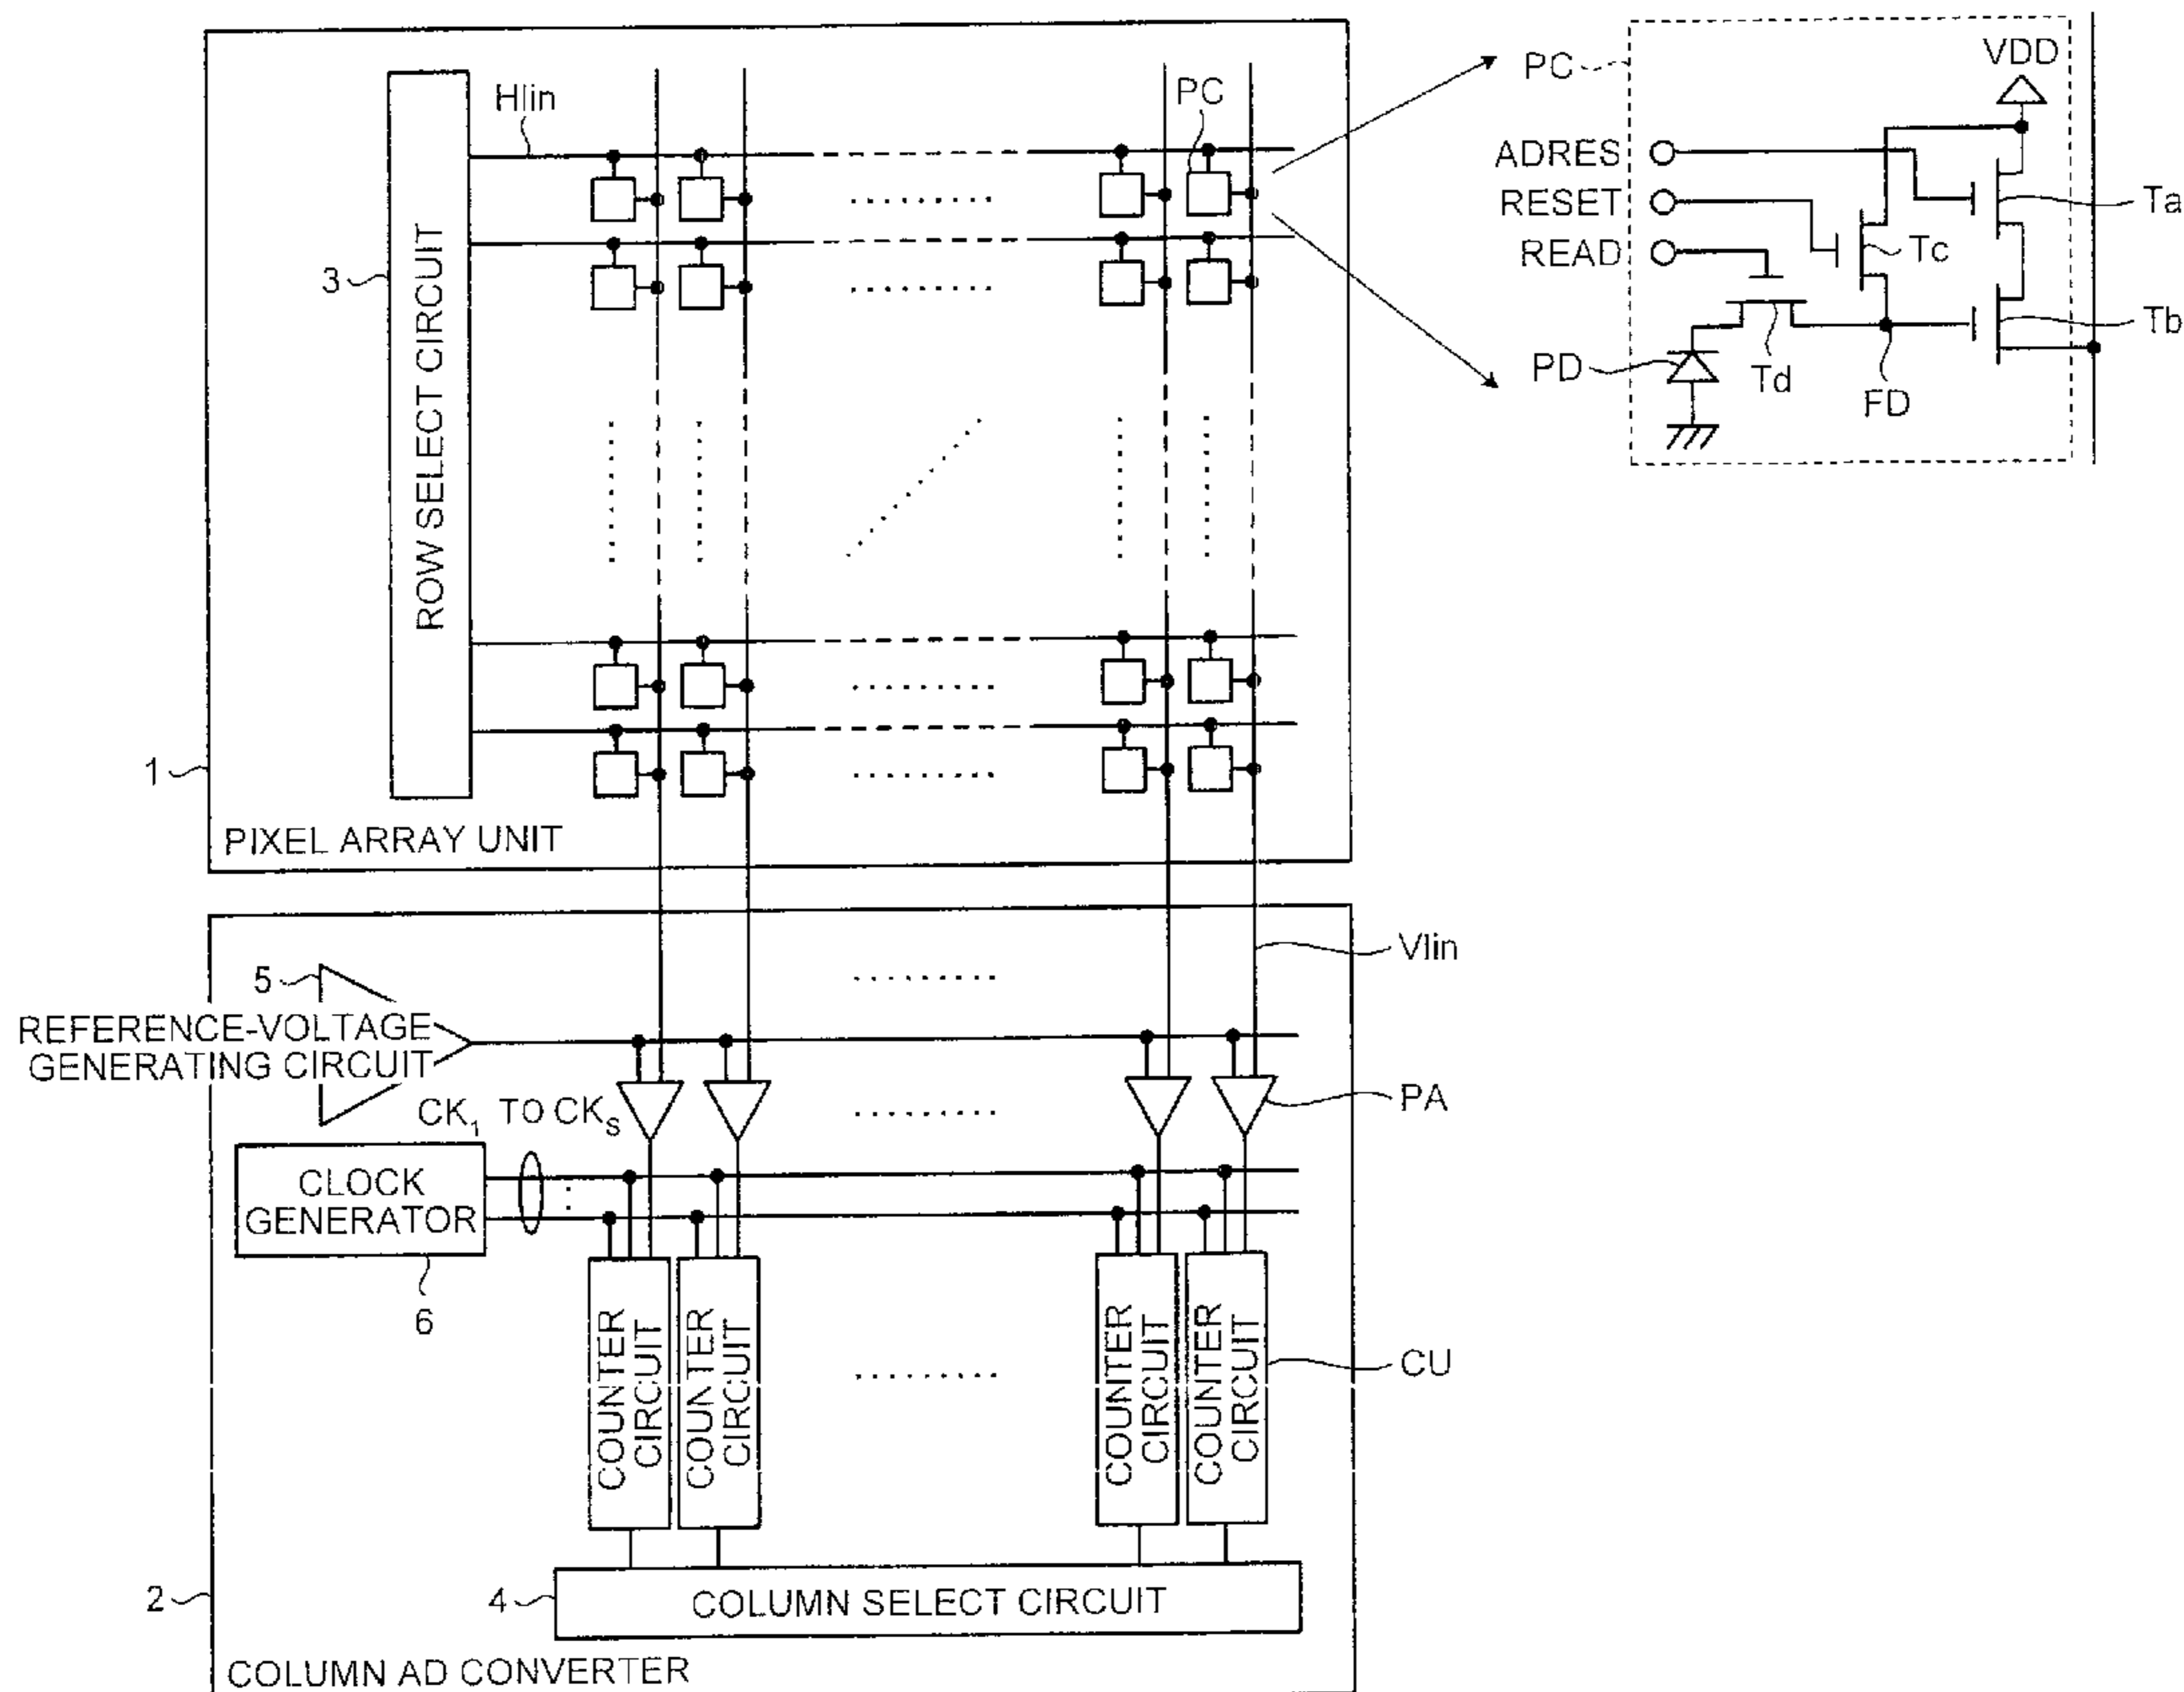 Hlin
PC
3
ROW SELECT CIRCUIT
1
PIXEL ARRAY UNIT
PC
VDD
ADRES
RESET
READ
Ta
Tc
Tb
PD
Td
FD
Vlin
5
REFERENCE-VOLTAGE
GENERATING CIRCUIT
PA
CK1 TO CKS
CLOCK
GENERATOR
6
COUNTER
CIRCUIT
COUNTER
CIRCUIT
COUNTER
CIRCUIT
COUNTER
CIRCUIT
CU
2
4
COLUMN SELECT CIRCUIT
COLUMN AD CONVERTER